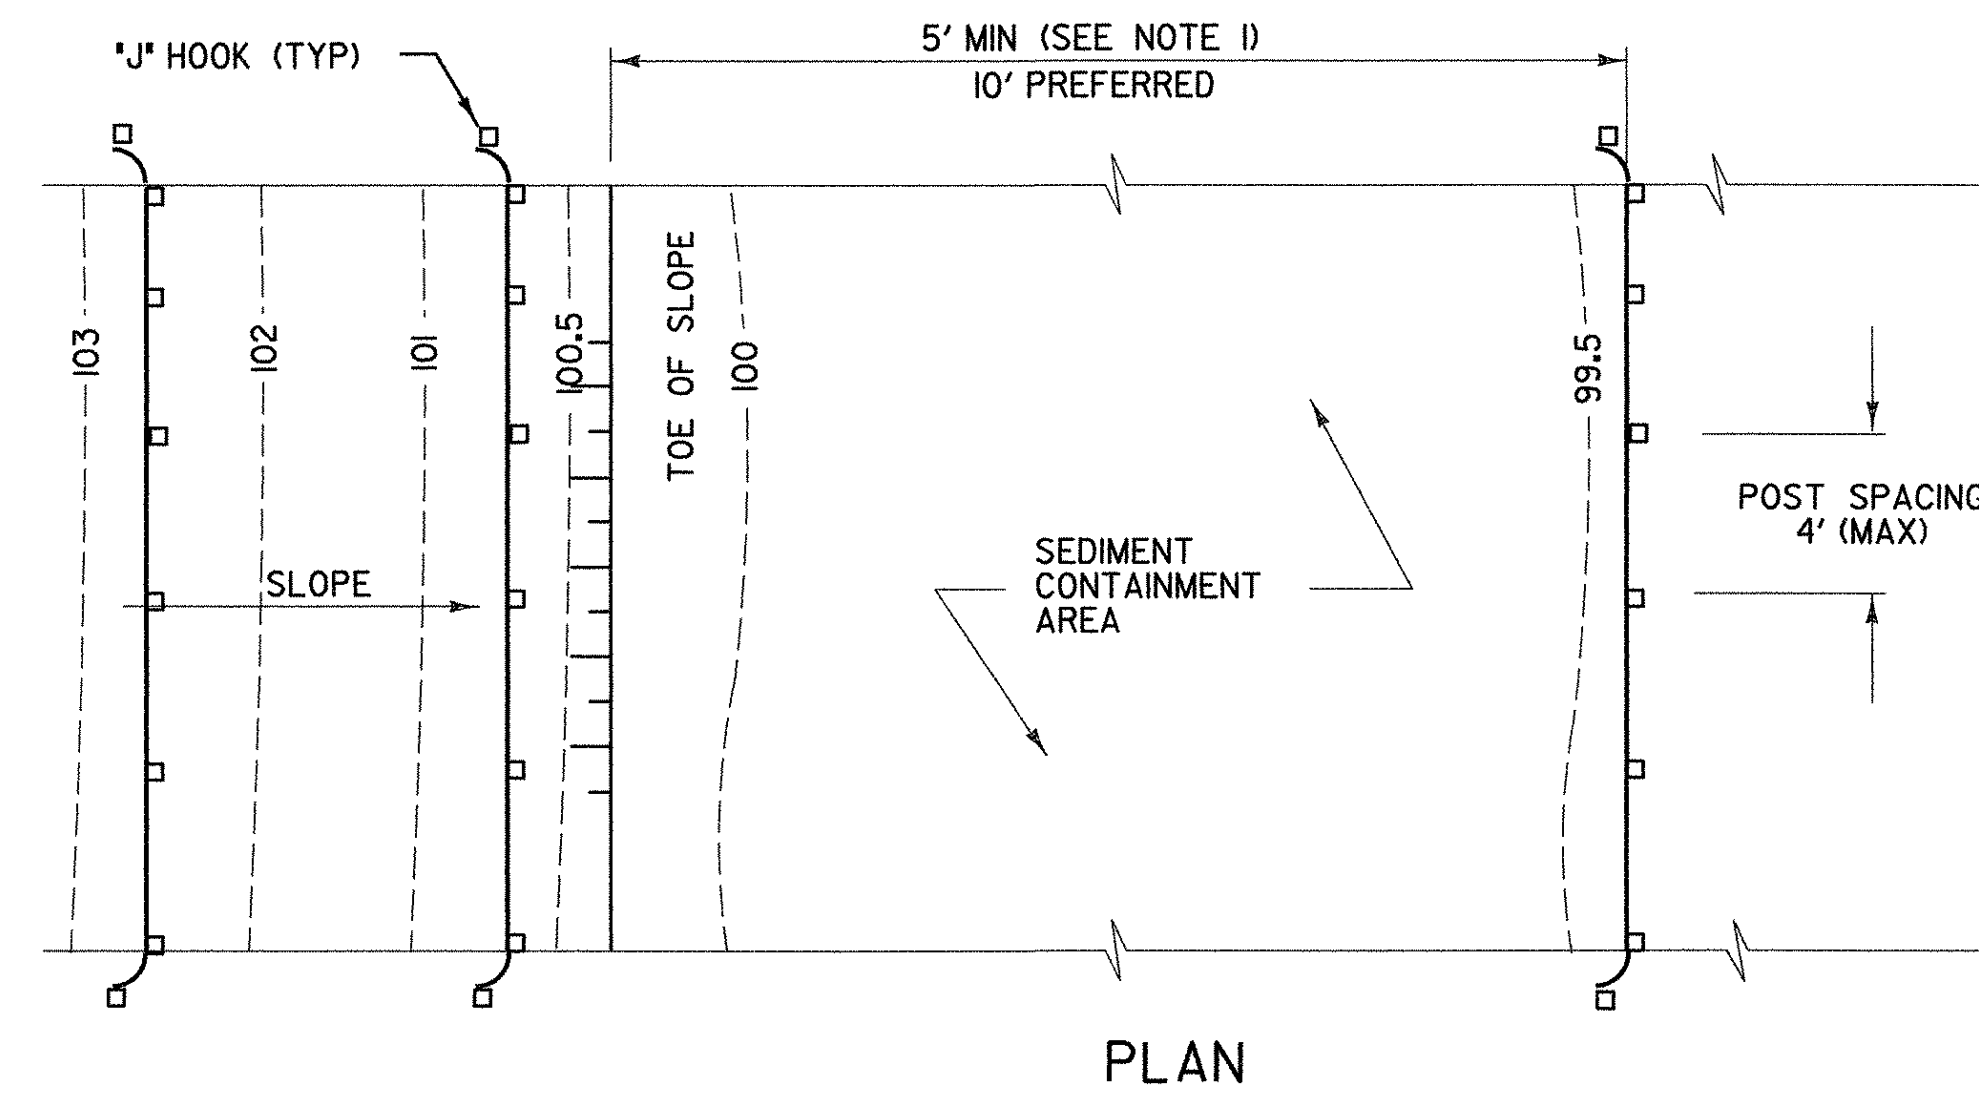 "J" HOOK (TYP)
5' MIN (SEE NOTE 1)
10' PREFERRED
103
102
101
100.5
TOE OF SLOPE
100
99.5
POST SPACING
4' (MAX)
SLOPE
SEDIMENT
CONTAINMENT
AREA
PLAN